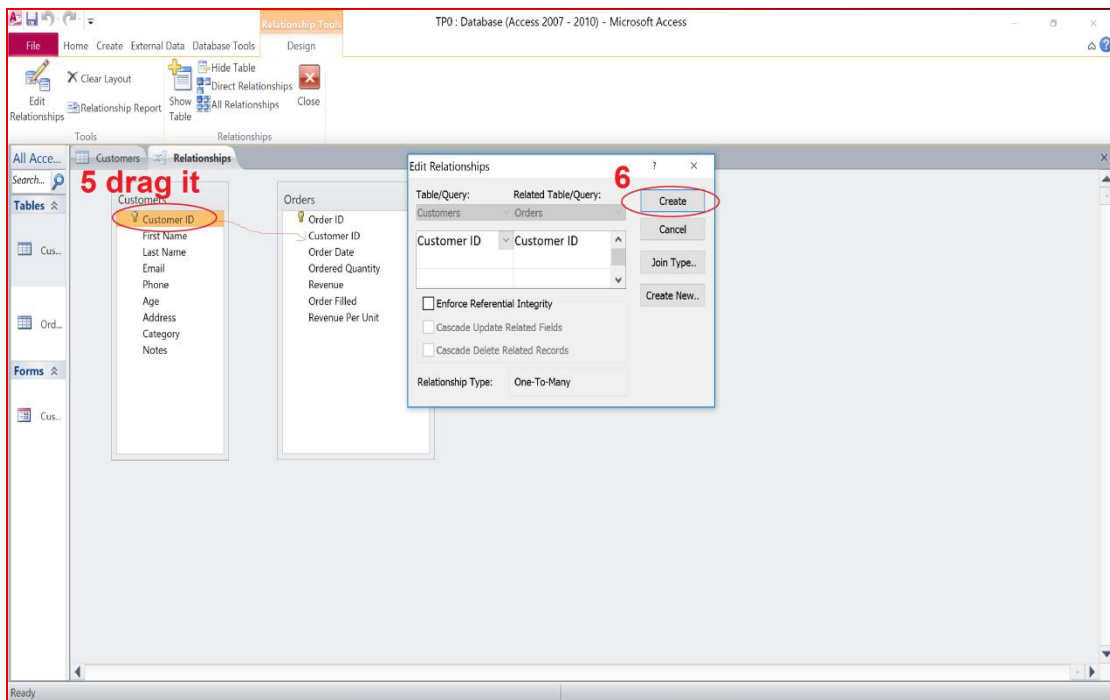 TP0 : Database (Access 2007 - 2010) - Microsoft Access
Relationship Tools
File Home Create External Data Database Tools Design
Edit Relationships
Clear Layout
Relationship Report
Tools
Show Table
Hide Table
Direct Relationships
All Relationships
Close
Relationships
All Acce...
Search...
Tables
Cus...
Ord...
Forms
Cus...
Customers
Relationships
5 drag it
Customers
Customer ID
First Name
Last Name
Email
Phone
Age
Address
Category
Notes
Orders
Order ID
Customer ID
Order Date
Ordered Quantity
Revenue
Order Filled
Revenue Per Unit
Edit Relationships ? ×
6
Table/Query: Related Table/Query:
Customers Orders
Customer ID Customer ID
Enforce Referential Integrity
Cascade Update Related Fields
Cascade Delete Related Records
Relationship Type: One-To-Many
Create
Cancel
Join Type..
Create New..
Ready